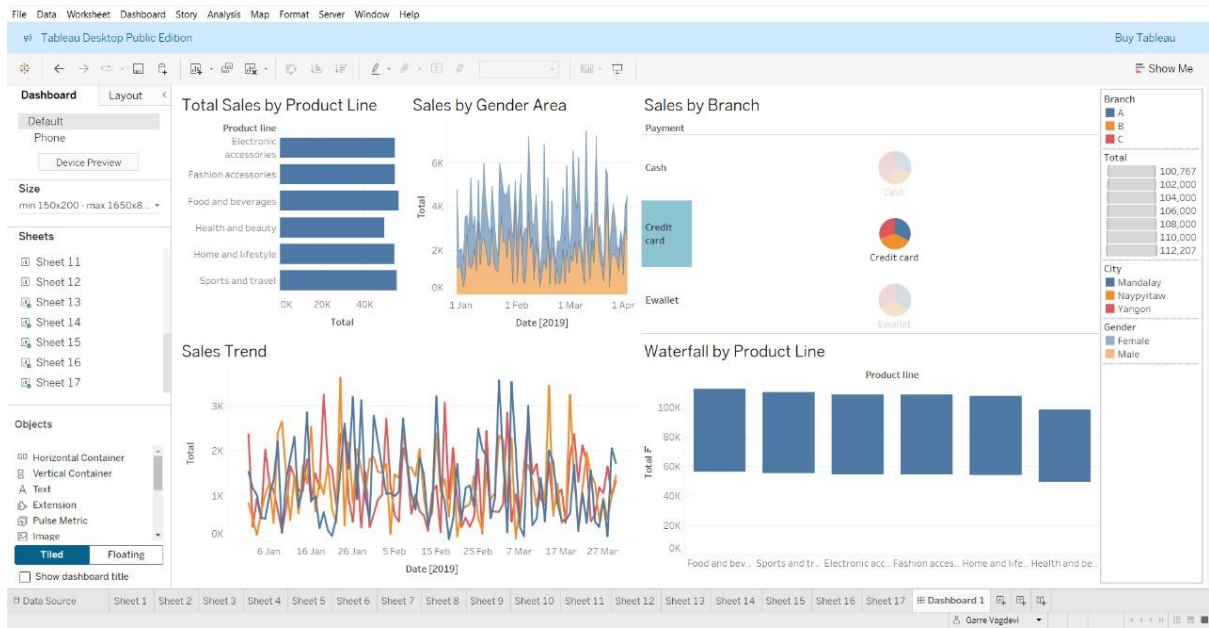 File Data Worksheet Dashboard Story Analysis Map Format Server Window Help
Tableau Desktop Public Edition
Buy Tableau
Show Me
Dashboard Layout
Default
Phone
Device Preview
Size
min 150x200 - max 1650x8...
Sheets
Sheet 11
Sheet 12
Sheet 13
Sheet 14
Sheet 15
Sheet 16
Sheet 17
Objects
Horizontal Container
Vertical Container
A Text
Extension
Pulse Metric
Image
Tiled Floating
Show dashboard title
Total Sales by Product Line
Product line
Electronic
accessories
Fashion accessories
Food and beverages
Health and beauty
Home and lifestyle
Sports and travel
0K 20K 40K
Total
Sales by Gender Area
Total
6K
4K
2K
0K
1 Jan 1 Feb 1 Mar 1 Apr
Date [2019]
Sales by Branch
Payment
Cash
Cash
Credit
card
Credit card
Ewallet
Ewallet
Sales Trend
Total
3K
2K
1K
0K
6 Jan 16 Jan 26 Jan 5 Feb 15 Feb 25 Feb 7 Mar 17 Mar 27 Mar
Date [2019]
Waterfall by Product Line
Product line
Total F
100K
80K
60K
40K
20K
0K
Food and bev.. Sports and tr.. Electronic acc.. Fashion acces.. Home and life.. Health and be..
Branch
A
B
C
Total
100,767
102,000
104,000
106,000
108,000
110,000
112,207
City
Mandalay
Naypyitaw
Yangon
Gender
Female
Male
Data Source Sheet 1 Sheet 2 Sheet 3 Sheet 4 Sheet 5 Sheet 6 Sheet 7 Sheet 8 Sheet 9 Sheet 10 Sheet 11 Sheet 12 Sheet 13 Sheet 14 Sheet 15 Sheet 16 Sheet 17 Dashboard 1
Garre Vagdevi